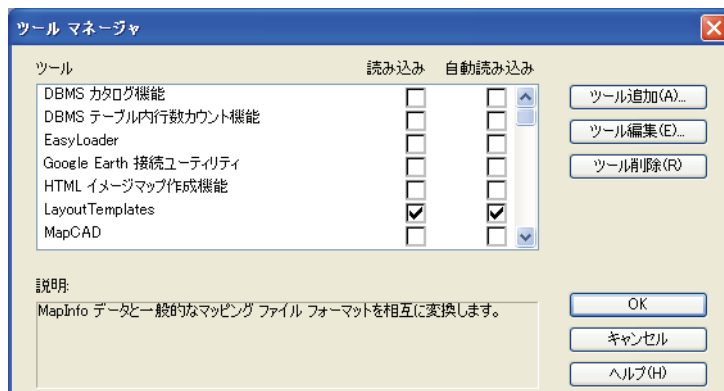 ツール マネージャ
ツール 読み込み 自動読み込み
DBMS カタログ機能
DBMS テーブル内行数カウント機能
EasyLoader
Google Earth 接続ユーティリティ
HTML イメージマップ作成機能
LayoutTemplates
MapCAD
ツール追加(A)...
ツール編集(E)...
ツール削除(R)
説明:
MapInfo データと一般的なマッピング ファイル フォーマットを相互に変換します。
OK
キャンセル
ヘルプ(H)